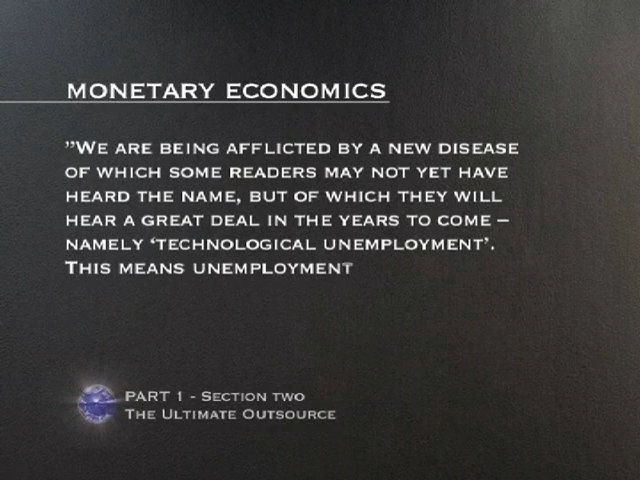 MONETARY ECONOMICS
”WE ARE BEING AFFLICTED BY A NEW DISEASE
OF WHICH SOME READERS MAY NOT YET HAVE
HEARD THE NAME, BUT OF WHICH THEY WILL
HEAR A GREAT DEAL IN THE YEARS TO COME –
NAMELY ‘TECHNOLOGICAL UNEMPLOYMENT’.
THIS MEANS UNEMPLOYMENT
PART 1 - SECTION TWO
THE ULTIMATE OUTSOURCE